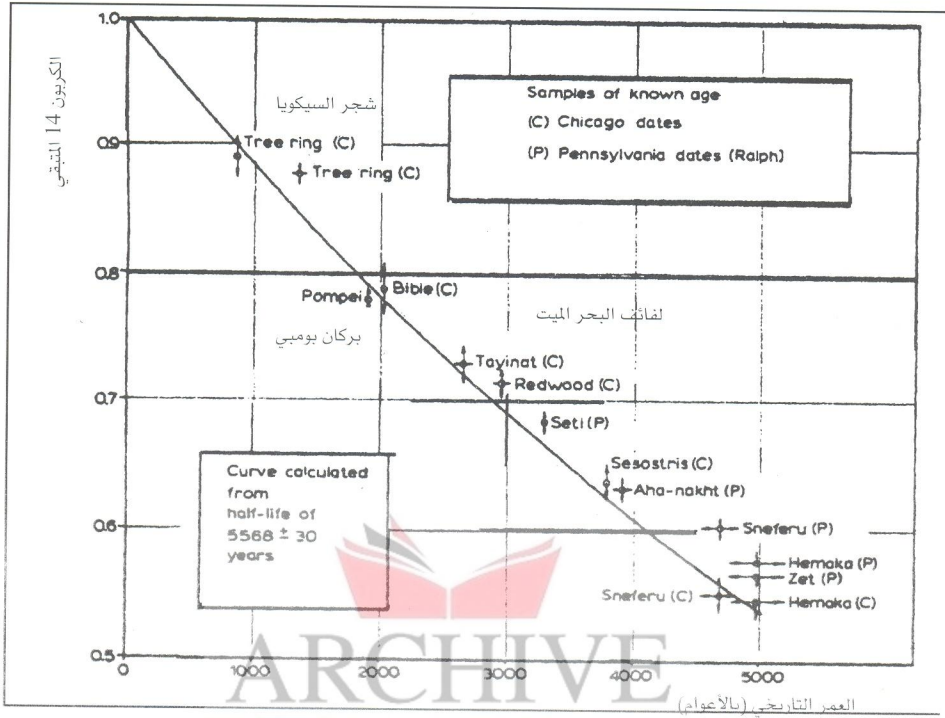 1.0
الكربون 14 المتبقي
شجر السيكويا
Samples of known age
(C) Chicago dates
(P) Pennsylvania dates (Ralph)
0.9
Tree ring (C)
Tree ring (C)
0.8
Pompei
Bible (C)
لفائف البحر الميت
بركان بومبي
Tayinat (C)
Redwood (C)
0.7
Seti (P)
Curve calculated
from
half-life of
5568 ± 30
years
Sesostris (C)
Aha-nakht (P)
0.6
Sneferu (P)
Hemaka (P)
Zet (P)
Sneferu (C)
Hemaka (C)
0.5
0
1000
2000
3000
4000
5000
ARCHIVE
العمر التاريخي (بالأعوام)